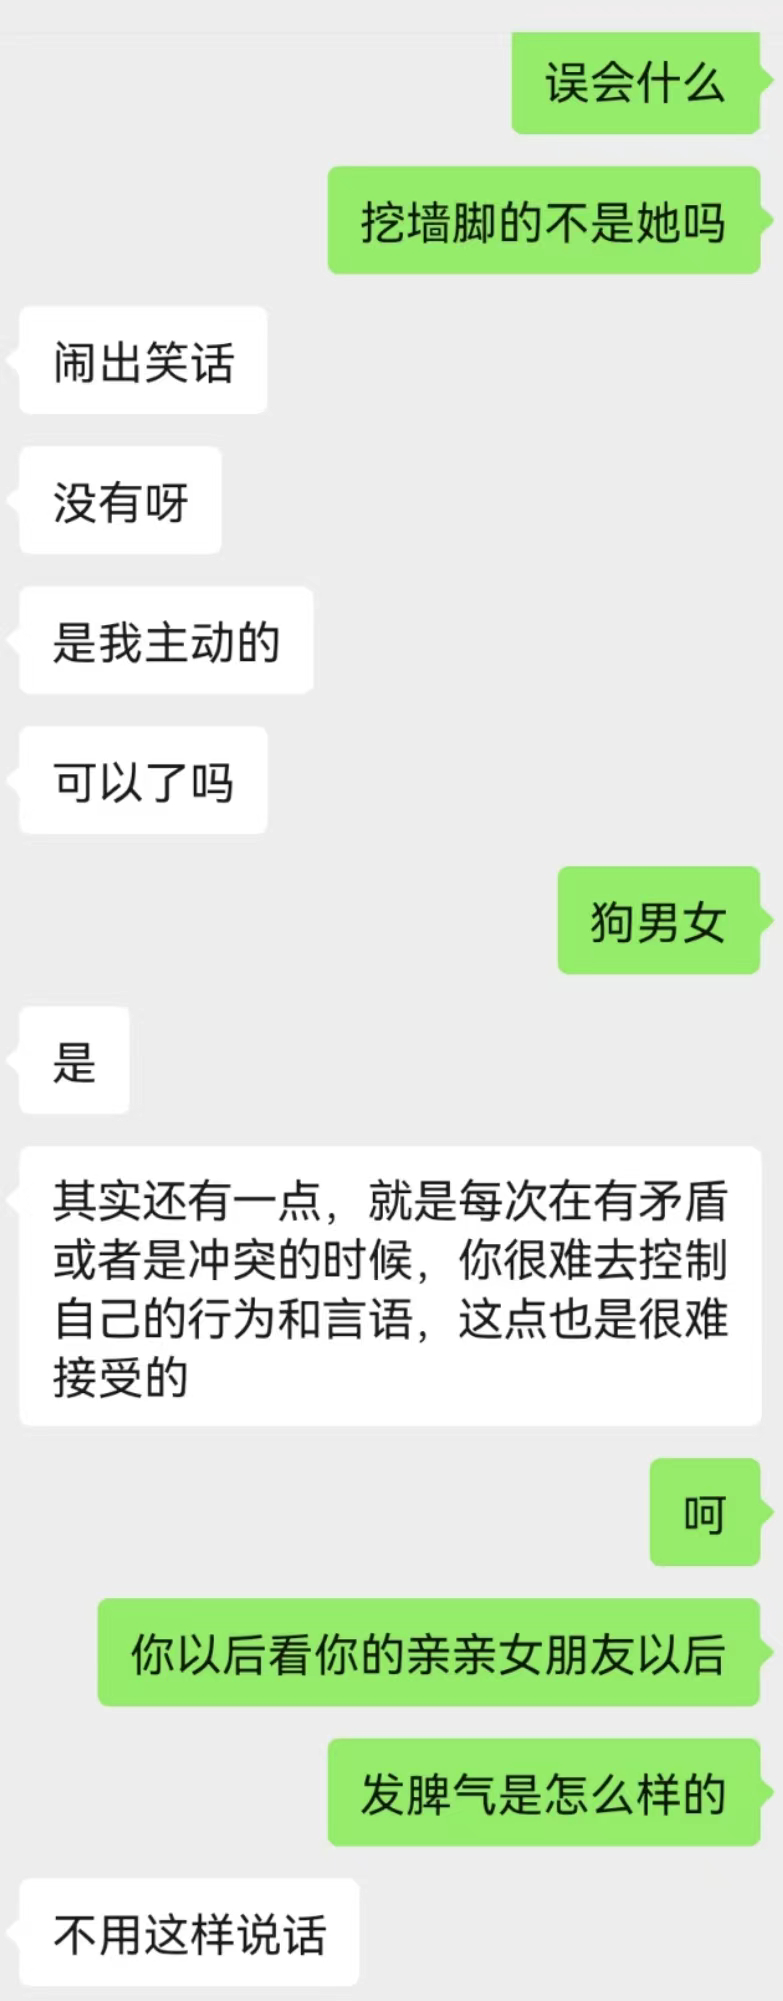 误会什么
挖墙脚的不是她吗
闹出笑话
没有呀
是我主动的
可以了吗
狗男女
是
其实还有一点，就是每次在有矛盾
或者是冲突的时候，你很难去控制
自己的行为和言语，这点也是很难
接受的
呵
你以后看你的亲亲女朋友以后
发脾气是怎么样的
不用这样说话